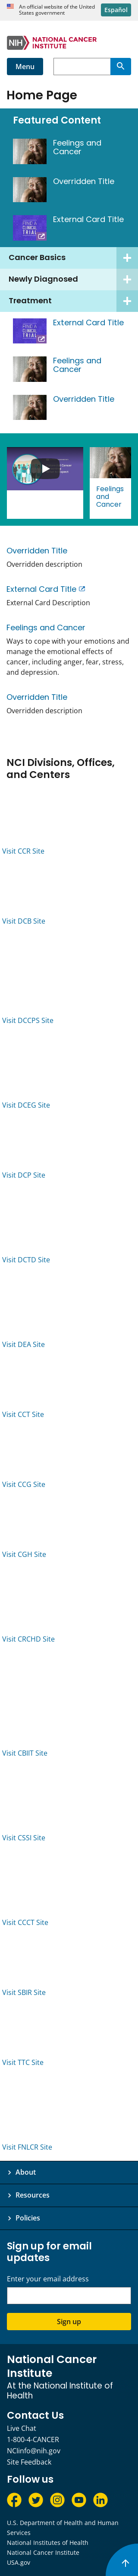 An official website of the United
States government
Español
NIH
NATIONAL CANCER
INSTITUTE
Menu
Home Page
Featured Content
Feelings and
Cancer
Overridden Title
External Card Title
Cancer Basics
Newly Diagnosed
Treatment
External Card Title
Feelings and
Cancer
Overridden Title
Feelings
and
Cancer
Overridden Title
Overridden description
External Card Title
External Card Description
Feelings and Cancer
Ways to cope with your emotions and
manage the emotional effects of
cancer, including anger, fear, stress,
and depression.
Overridden Title
Overridden description
NCI Divisions, Offices,
and Centers
Visit CCR Site
Visit DCB Site
Visit DCCPS Site
Visit DCEG Site
Visit DCP Site
Visit DCTD Site
Visit DEA Site
Visit CCT Site
Visit CCG Site
Visit CGH Site
Visit CRCHD Site
Visit CBIIT Site
Visit CSSI Site
Visit CCCT Site
Visit SBIR Site
Visit TTC Site
Visit FNLCR Site
About
Resources
Policies
Sign up for email
updates
Enter your email address
Sign up
National Cancer
Institute
At the National Institute of
Health
Contact Us
Live Chat
1-800-4-CANCER
NCIinfo@nih.gov
Site Feedback
Follow us
U.S. Department of Health and Human
Services
National Institutes of Health
National Cancer Institute
USA.gov